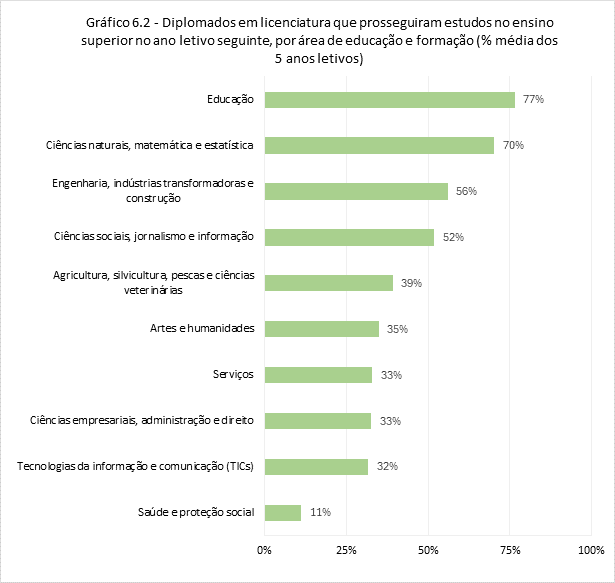 Gráfico 6.2 - Diplomados em licenciatura que prosseguiram estudos no ensino
superior no ano letivo seguinte, por área de educação e formação (% média dos
5 anos letivos)
Educação
77%
Ciências naturais, matemática e estatística
70%
Engenharia, indústrias transformadoras e
construção
56%
Ciências sociais, jornalismo e informação
52%
Agricultura, silvicultura, pescas e ciências
veterinárias
39%
Artes e humanidades
35%
Serviços
33%
Ciências empresariais, administração e direito
33%
Tecnologias da informação e comunicação (TICs)
32%
Saúde e proteção social
11%
0% 25% 50% 75% 100%